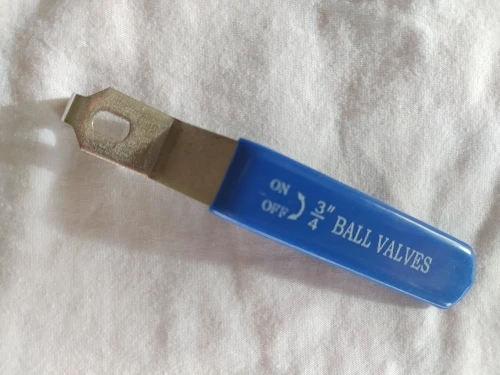 ON
OFF
3/4" BALL VALVES